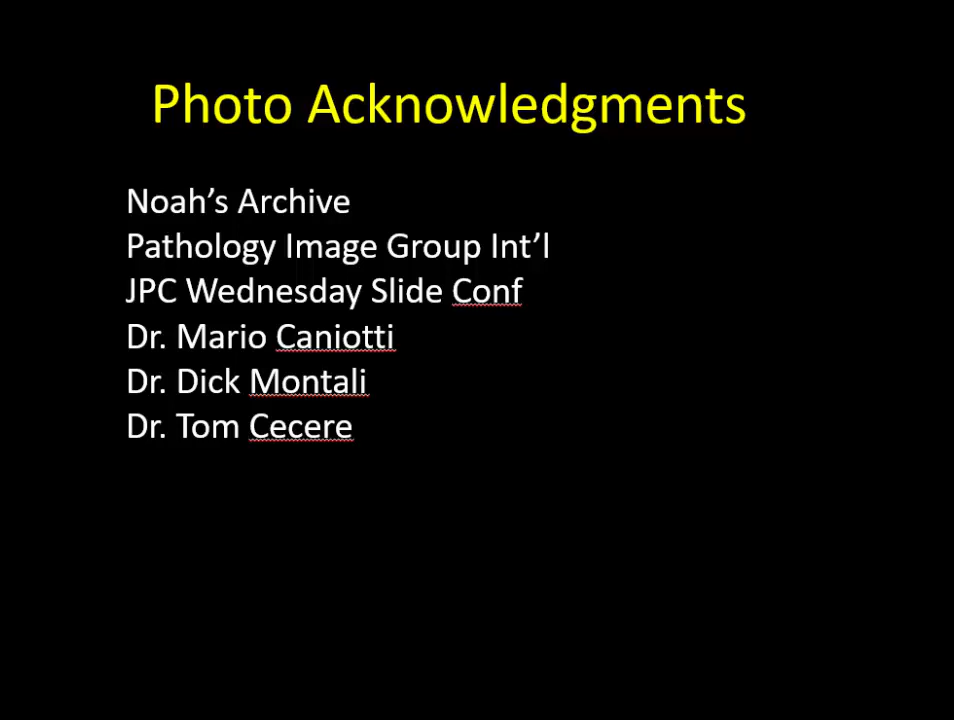 Photo Acknowledgments
Noah’s Archive
Pathology Image Group Int’l
JPC Wednesday Slide Conf
Dr. Mario Caniotti
Dr. Dick Montali
Dr. Tom Cecere